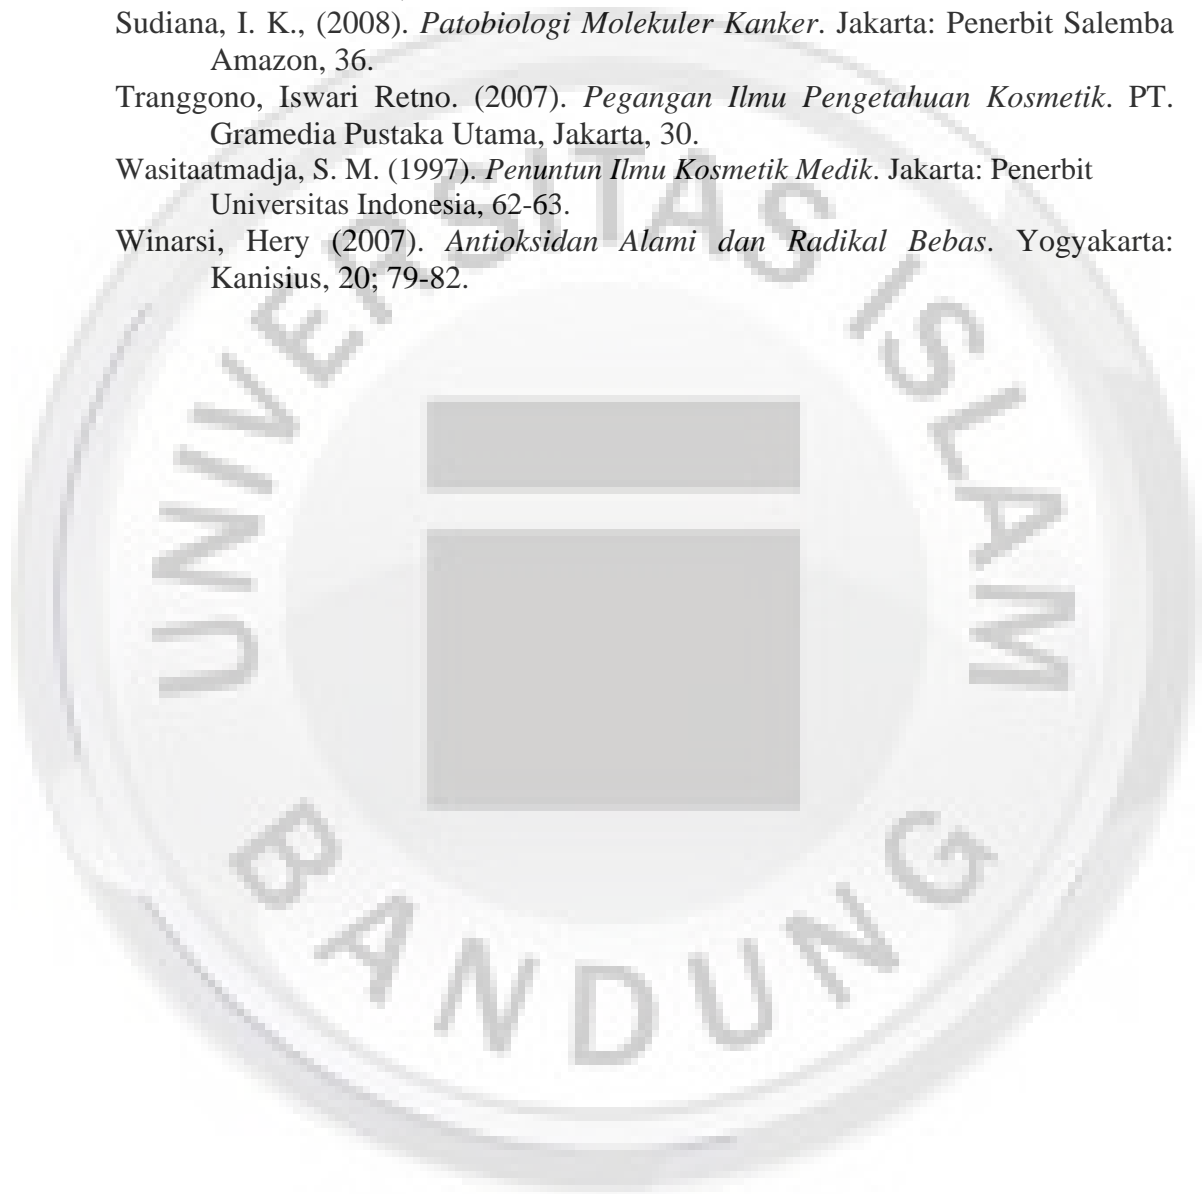 Sudiana, I. K., (2008). Patobiologi Molekuler Kanker. Jakarta: Penerbit Salemba
Amazon, 36.
Tranggono, Iswari Retno. (2007). Pegangan Ilmu Pengetahuan Kosmetik. PT.
Gramedia Pustaka Utama, Jakarta, 30.
Wasitaatmadja, S. M. (1997). Penuntun Ilmu Kosmetik Medik. Jakarta: Penerbit
Universitas Indonesia, 62-63.
Winarsi, Hery (2007). Antioksidan Alami dan Radikal Bebas. Yogyakarta:
Kanisius, 20; 79-82.
UNIVERSITAS ISLAM
BANDUNG